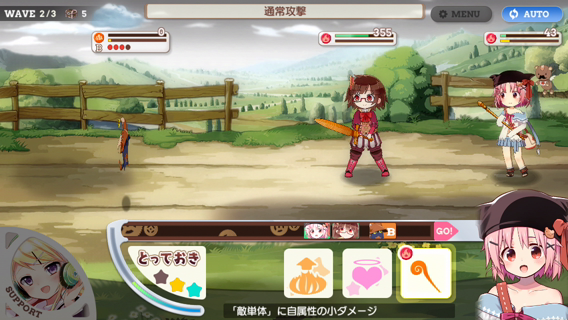 WAVE 2/3
5
通常攻撃
MENU
AUTO
0
B
355
43
B
GO!
とっておき
SUPPORT
「敵単体」に自属性の小ダメージ